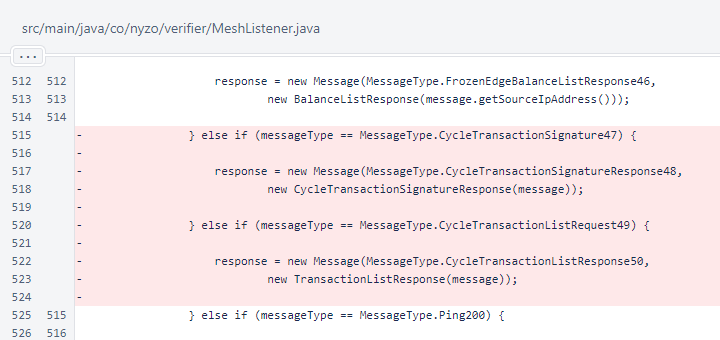 src/main/java/co/nyzo/verifier/MeshListener.java
...
512 512 response = new Message(MessageType.FrozenEdgeBalanceListResponse46,
513 513 new BalanceListResponse(message.getSourceIpAddress()));
514 514
515 - } else if (messageType == MessageType.CycleTransactionSignature47) {
516 -
517 - response = new Message(MessageType.CycleTransactionSignatureResponse48,
518 - new CycleTransactionSignatureResponse(message));
519 -
520 - } else if (messageType == MessageType.CycleTransactionListRequest49) {
521 -
522 - response = new Message(MessageType.CycleTransactionListResponse50,
523 - new TransactionListResponse(message));
524 -
525 515 } else if (messageType == MessageType.Ping200) {
526 516